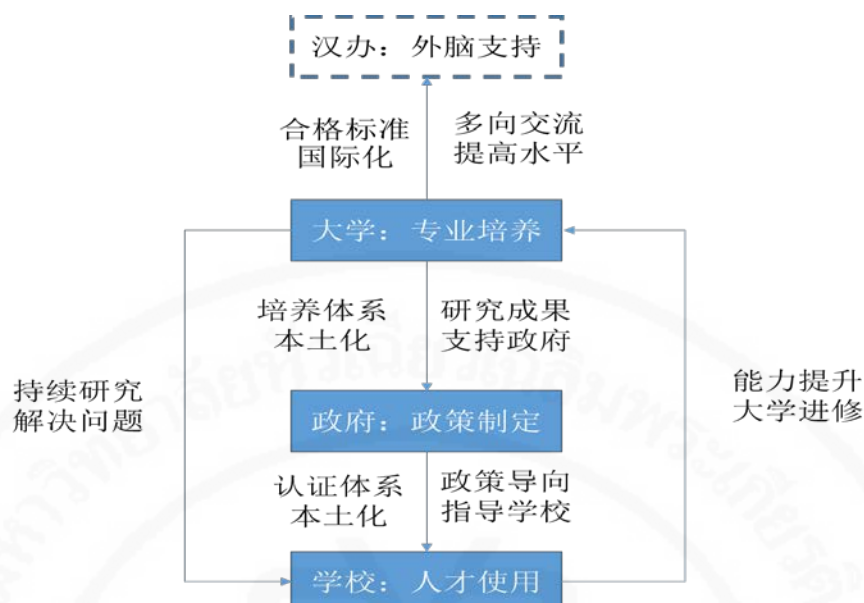 汉办：外脑支持
合格标准
国际化
多向交流
提高水平
大学：专业培养
培养体系
本土化
研究成果
支持政府
持续研究
解决问题
能力提升
大学进修
政府：政策制定
认证体系
本土化
政策导向
指导学校
学校：人才使用